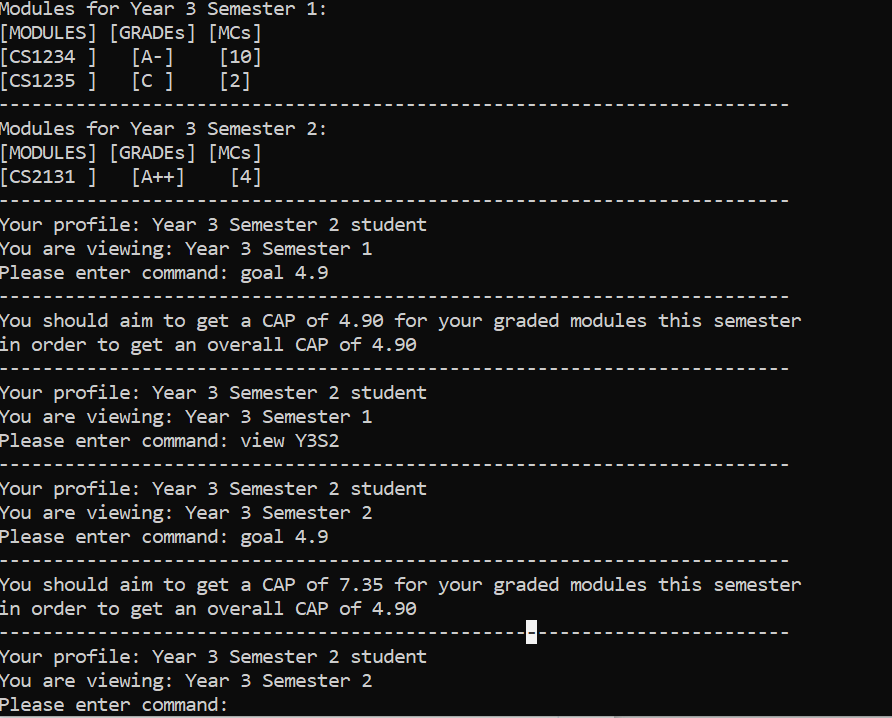 Modules for Year 3 Semester 1:
[MODULES] [GRADEs] [MCs]
[CS1234 ]   [A-]    [10]
[CS1235 ]   [C ]    [2]
------------------------------------------------------------------------
Modules for Year 3 Semester 2:
[MODULES] [GRADEs] [MCs]
[CS2131 ]   [A++]    [4]
------------------------------------------------------------------------
Your profile: Year 3 Semester 2 student
You are viewing: Year 3 Semester 1
Please enter command: goal 4.9
------------------------------------------------------------------------
You should aim to get a CAP of 4.90 for your graded modules this semester
in order to get an overall CAP of 4.90
------------------------------------------------------------------------
Your profile: Year 3 Semester 2 student
You are viewing: Year 3 Semester 1
Please enter command: view Y3S2
------------------------------------------------------------------------
Your profile: Year 3 Semester 2 student
You are viewing: Year 3 Semester 2
Please enter command: goal 4.9
------------------------------------------------------------------------
You should aim to get a CAP of 7.35 for your graded modules this semester
in order to get an overall CAP of 4.90
------------------------------------------------------------------------
Your profile: Year 3 Semester 2 student
You are viewing: Year 3 Semester 2
Please enter command: